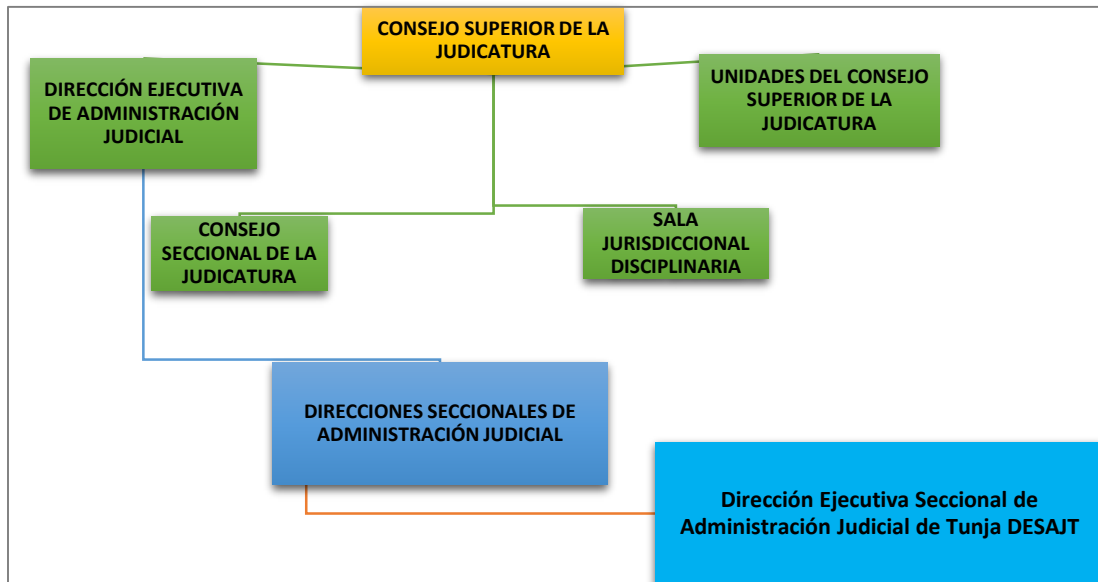 CONSEJO SUPERIOR DE LA
JUDICATURA
DIRECCIÓN EJECUTIVA
DE ADMINISTRACIÓN
JUDICIAL
UNIDADES DEL CONSEJO
SUPERIOR DE LA
JUDICATURA
CONSEJO
SECCIONAL DE LA
JUDICATURA
SALA
JURISDICCIONAL
DISCIPLINARIA
DIRECCIONES SECCIONALES DE
ADMINISTRACIÓN JUDICIAL
Dirección Ejecutiva Seccional de
Administración Judicial de Tunja DESAJT